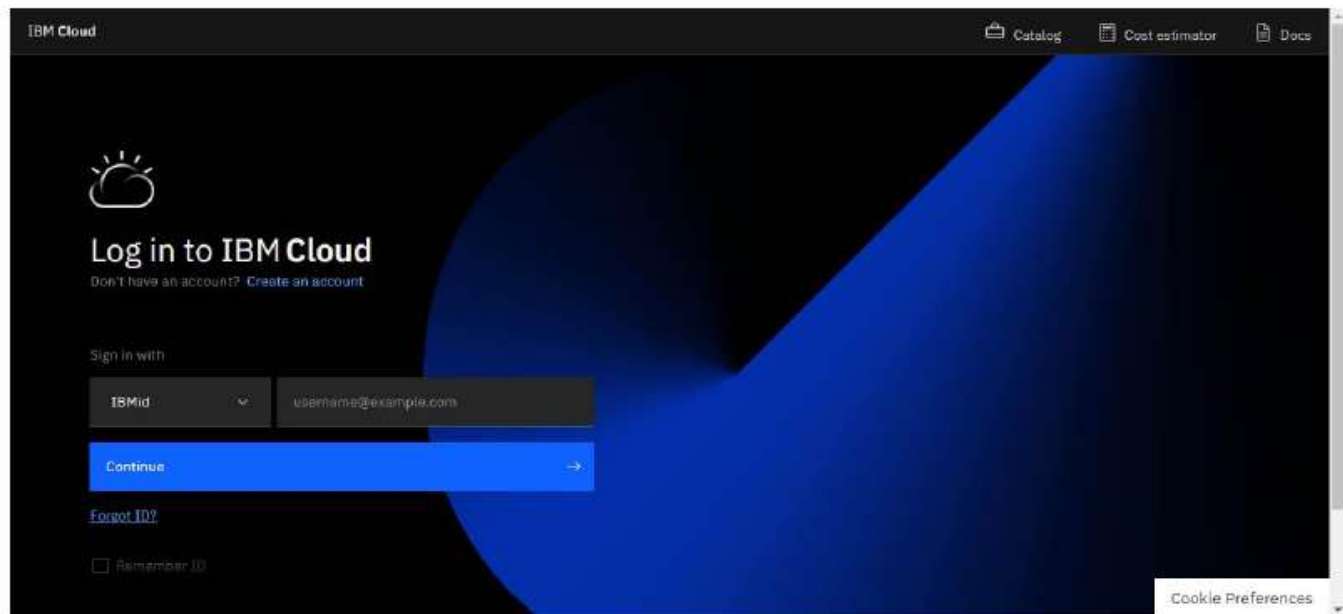 IBM Cloud Catalog Cost estimator Docs
Log in to IBM Cloud
Don't have an account? Create an account
Sign in with
IBMid username@example.com
Continue
Forgot ID?
Remember ID
Cookie Preferences